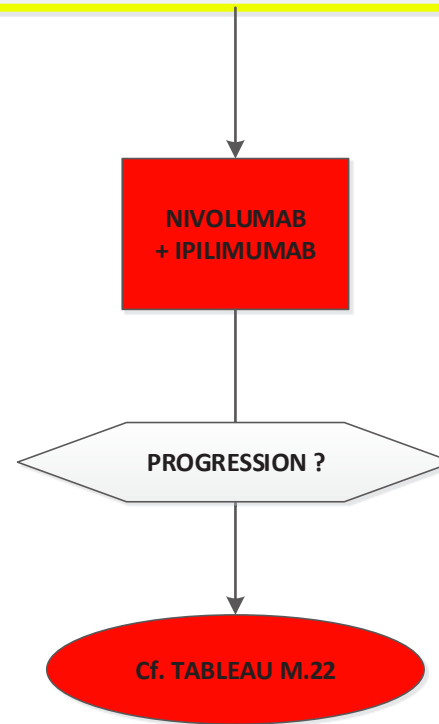 NIVOLUMAB
+ IPILIMUMAB
PROGRESSION ?
Cf. TABLEAU M.22